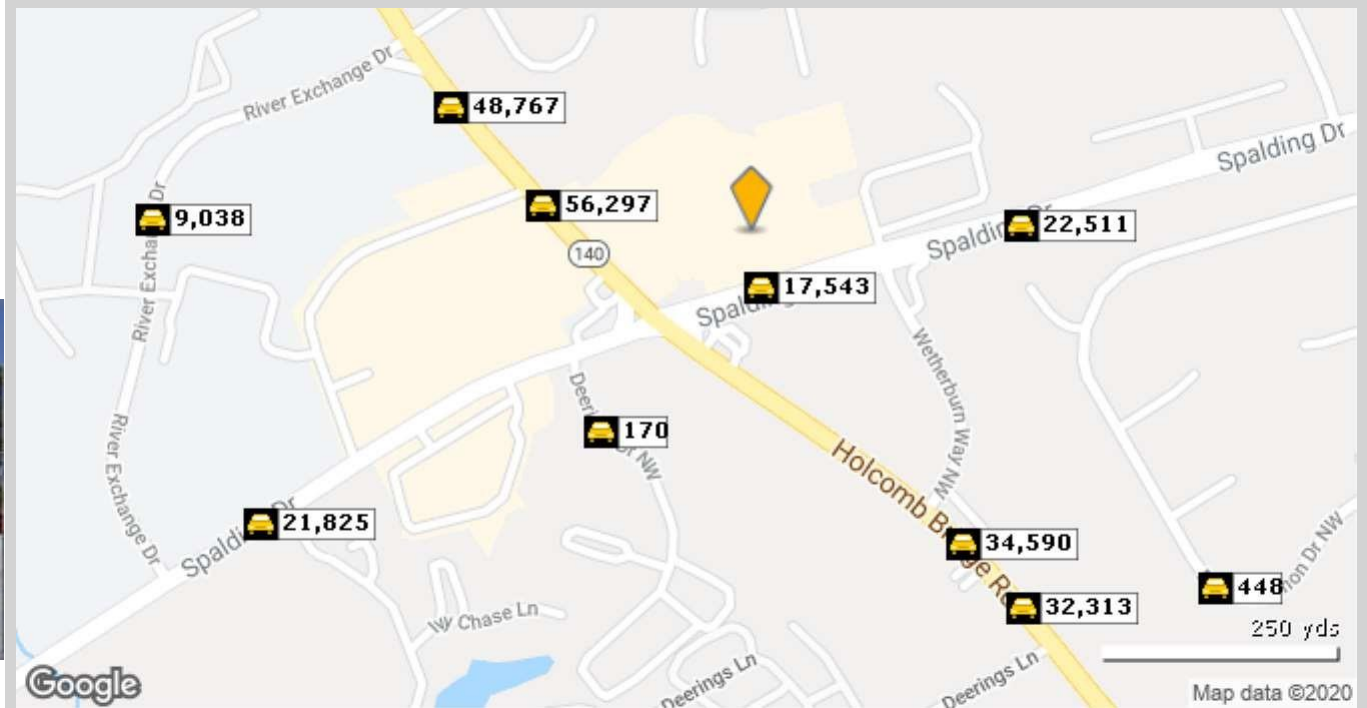 River Exchange Dr
48,767
Spalding Dr
9,038
River Exchange Dr
56,297
140
Spalding Dr
22,511
17,543
Wetherburn Way NW
170
River Exchange Dr
21,825
Spalding Dr
Holcomb Bridge Rd
34,590
448
32,313
Chase Ln
250 yds
Deerings Ln
Deerings Ln
Google
Map data ©2020